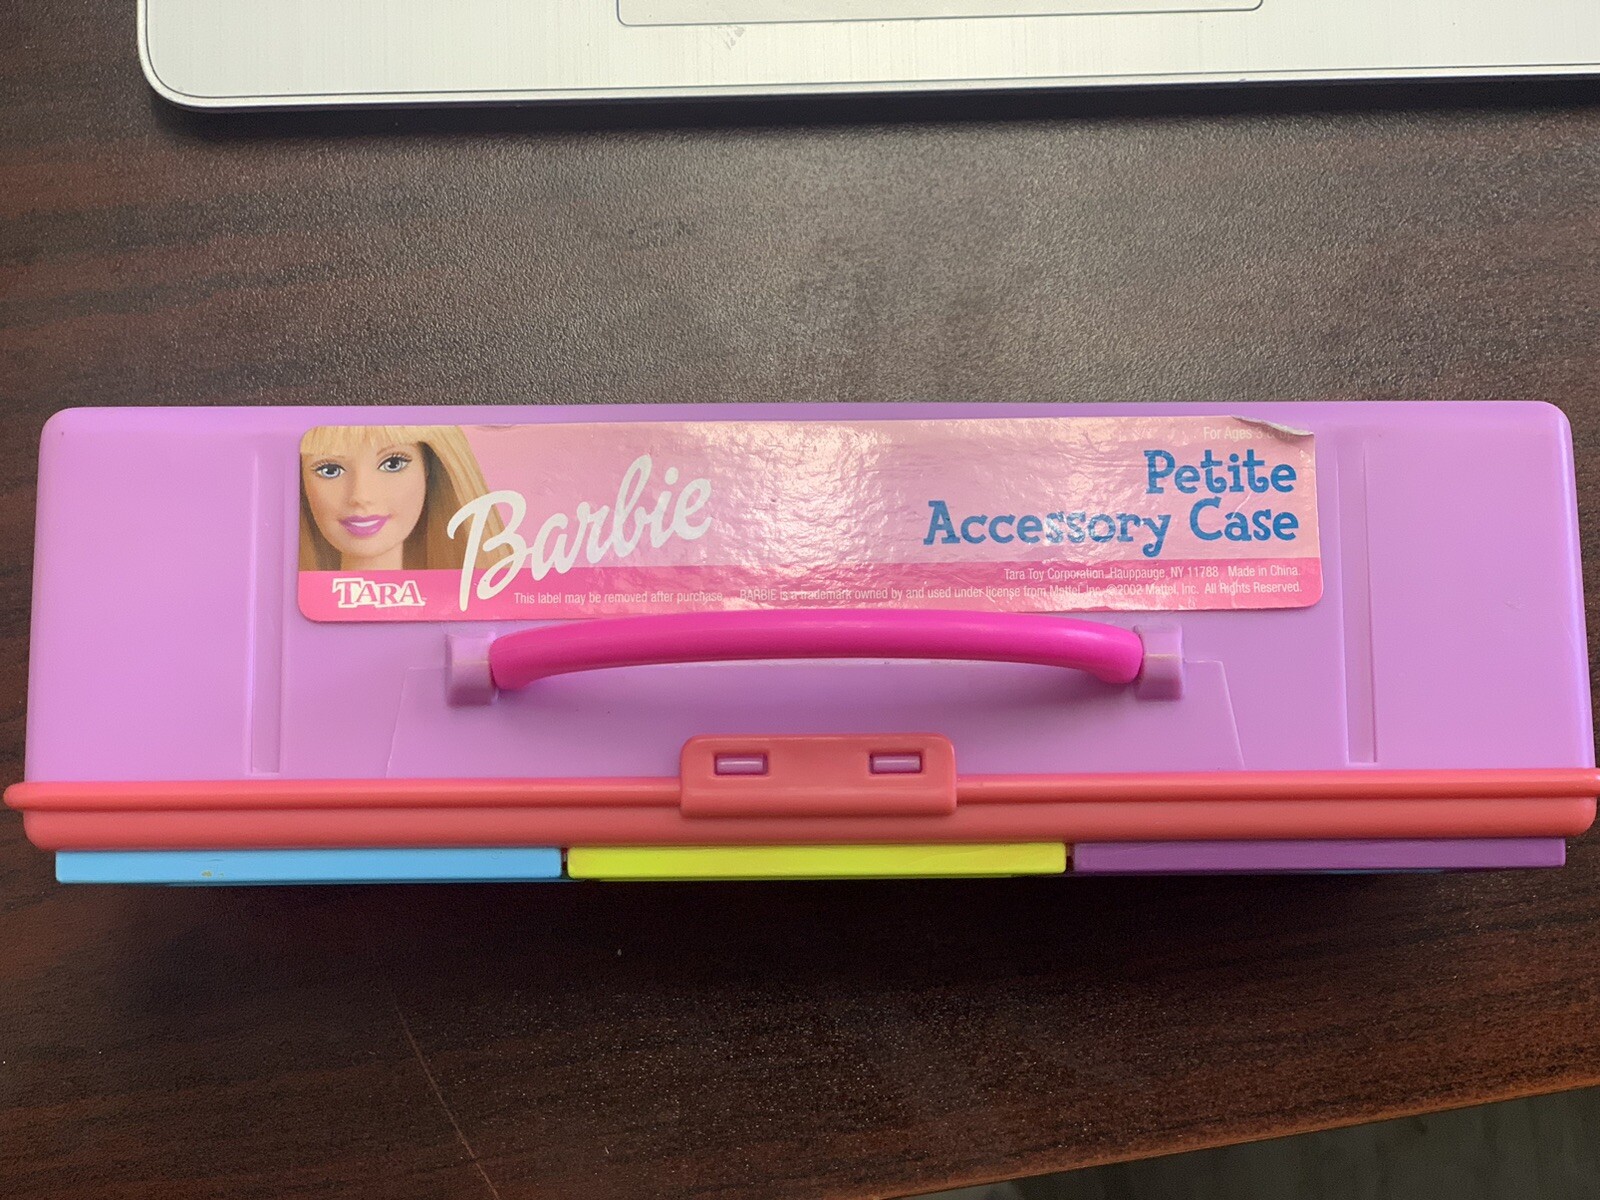 For Ages 3
Barbie
Petite
Accessory Case
TARA
Tara Toy Corporation, Hauppauge, NY 11788 Made in China.
This label may be removed after purchase. BARBIE is a trademark owned by and used under license from Mattel, Inc. ©2002 Mattel, Inc. All Rights Reserved.